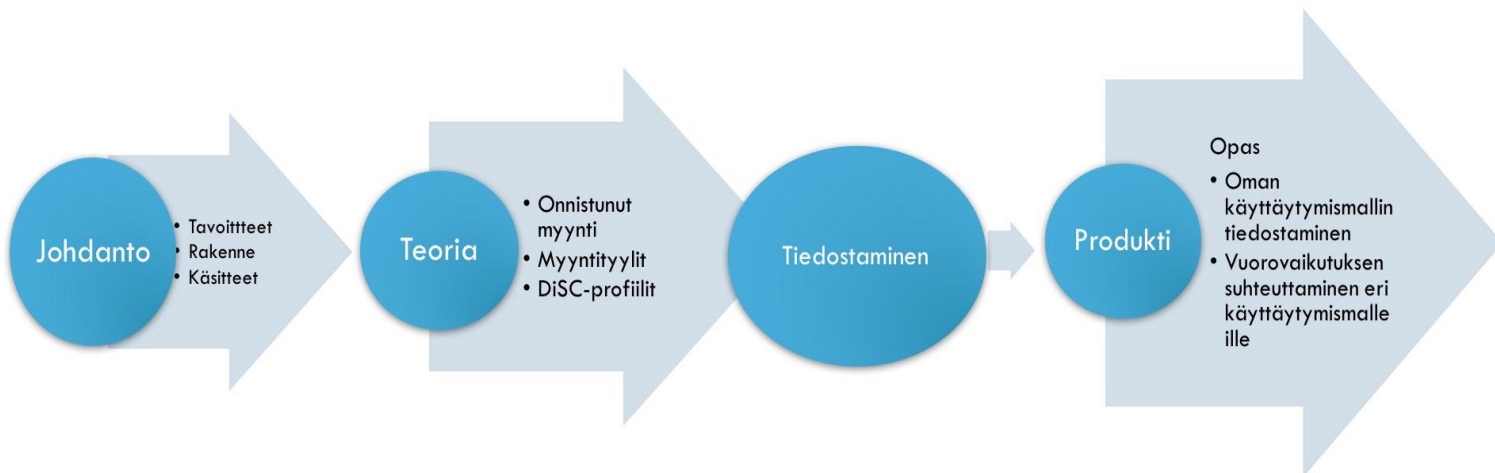 Johdanto
• Tavoittteet
• Rakenne
• Käsitteet
Teoria
• Onnistunut
myynti
• Myyntityylit
• DiSC-profiilit
Tiedostaminen
Produkti
Opas
• Oman
käyttäytymismallin
tiedostaminen
• Vuorovaikutuksen
suhteuttaminen eri
käyttäytymismalle
ille